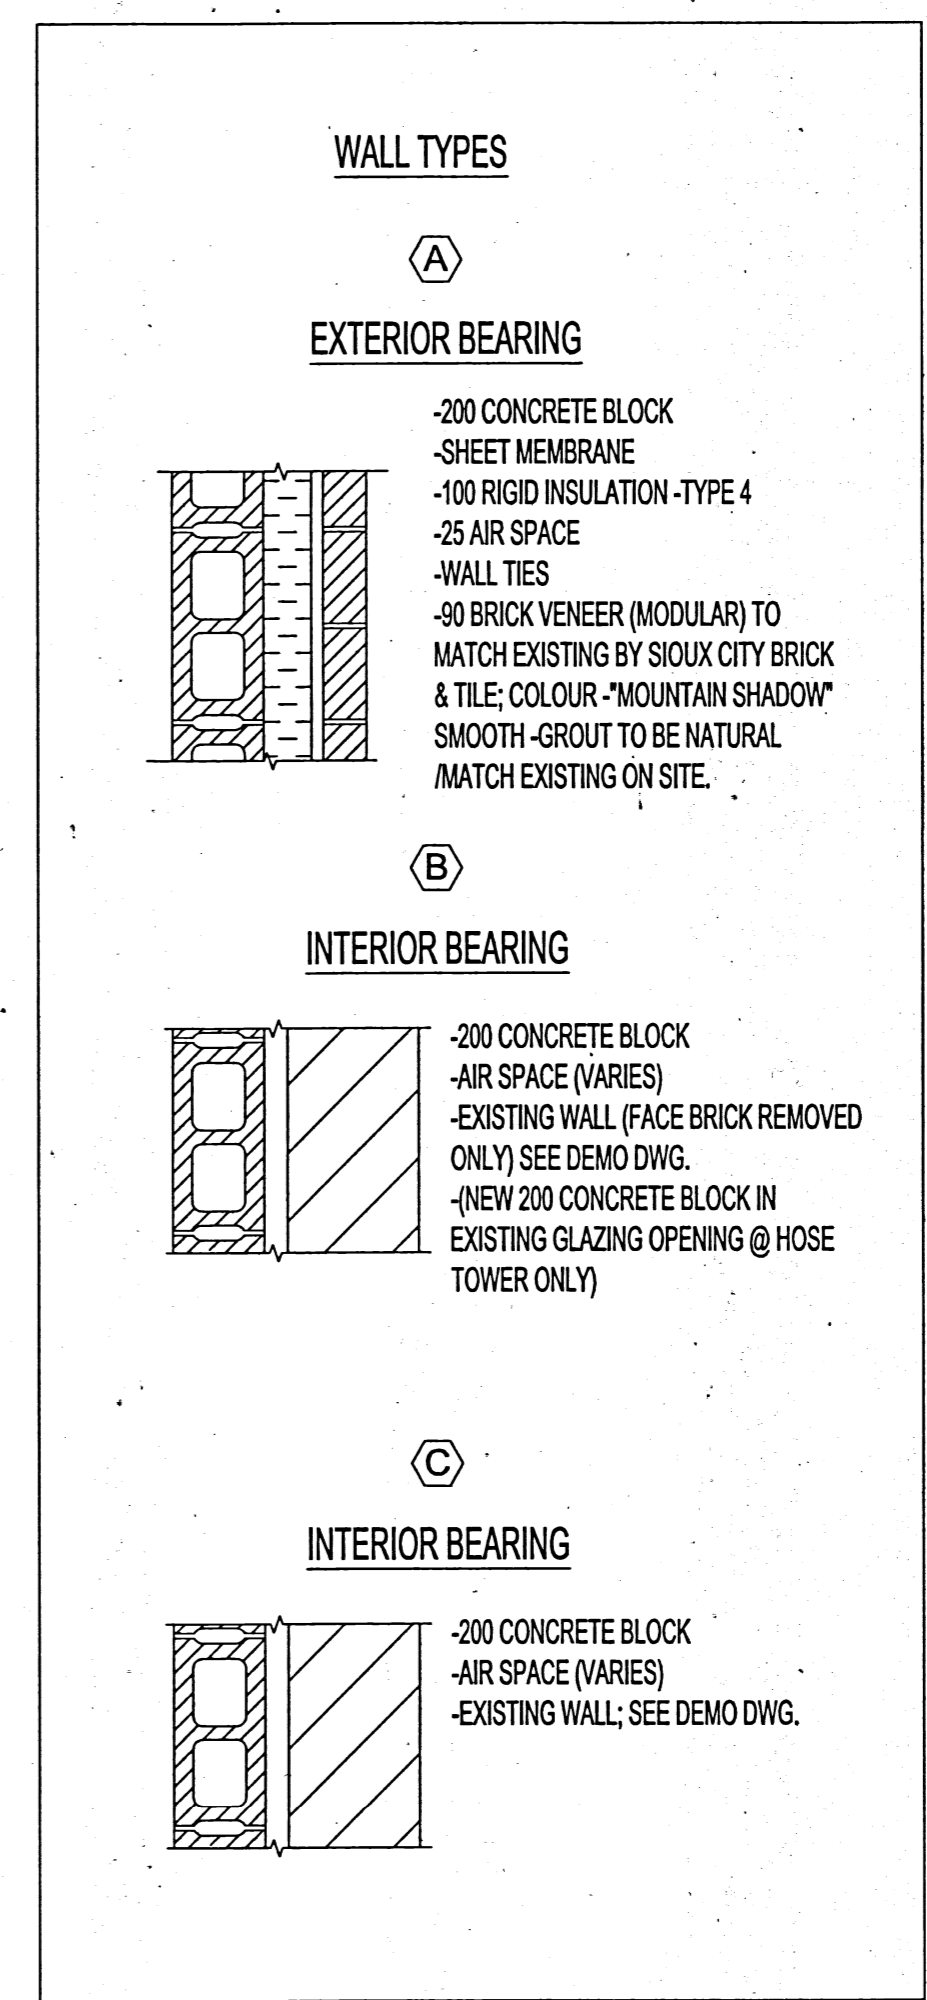 WALL TYPES
A
EXTERIOR BEARING
-200 CONCRETE BLOCK
-SHEET MEMBRANE
-100 RIGID INSULATION -TYPE 4
-25 AIR SPACE
-WALL TIES
-90 BRICK VENEER (MODULAR) TO
MATCH EXISTING BY SIOUX CITY BRICK
& TILE; COLOUR -"MOUNTAIN SHADOW"
SMOOTH -GROUT TO BE NATURAL
/MATCH EXISTING ON SITE.
B
INTERIOR BEARING
-200 CONCRETE BLOCK
-AIR SPACE (VARIES)
-EXISTING WALL (FACE BRICK REMOVED
ONLY) SEE DEMO DWG.
-(NEW 200 CONCRETE BLOCK IN
EXISTING GLAZING OPENING @ HOSE
TOWER ONLY)
C
INTERIOR BEARING
-200 CONCRETE BLOCK
-AIR SPACE (VARIES)
-EXISTING WALL; SEE DEMO DWG.